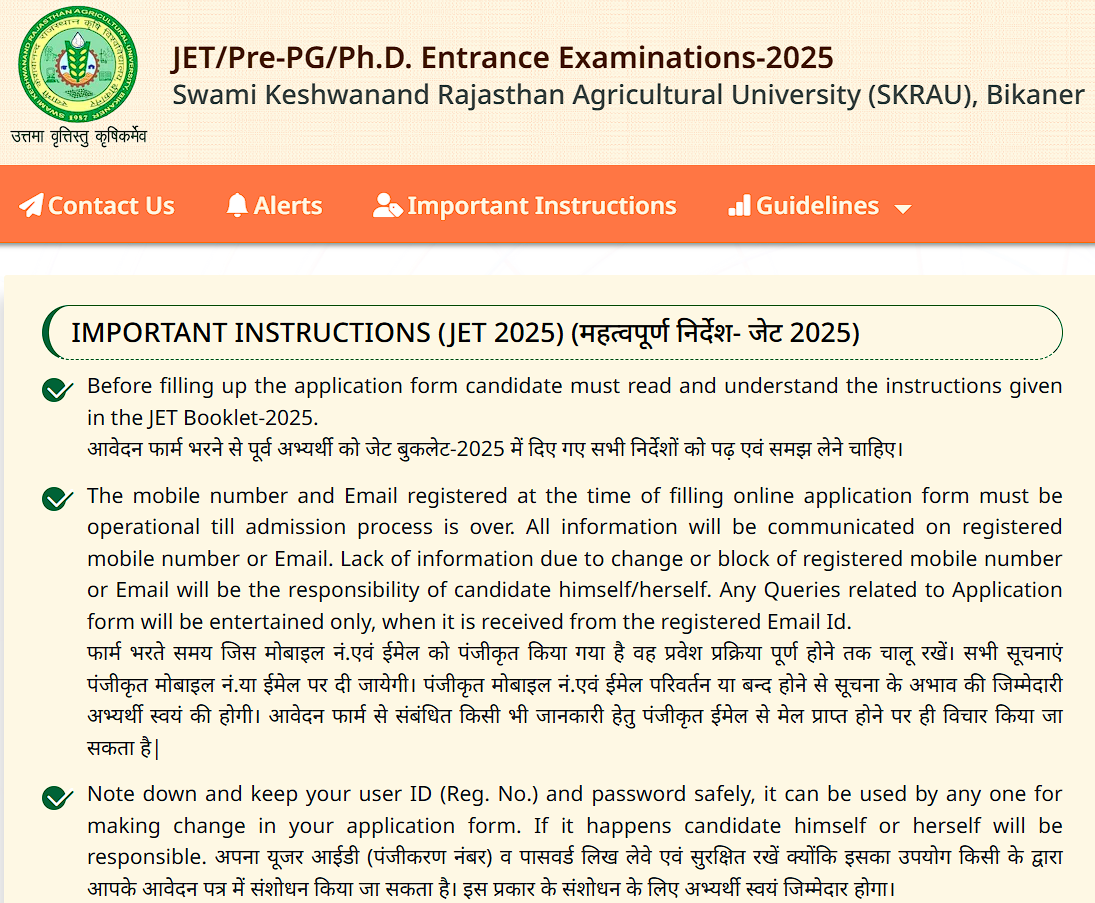 SWAMI KESHWANAND RAJASTHAN AGRICULTURAL UNIVERSITY, BIKANER
स्वामी केशवानन्द राजस्थान कृषि विश्वविद्यालय, बीकानेर
1987
उत्तमा वृत्तिस्तु कृषिकर्मेव
JET/Pre-PG/Ph.D. Entrance Examinations-2025
Swami Keshwanand Rajasthan Agricultural University (SKRAU), Bikaner
Contact Us Alerts Important Instructions Guidelines
IMPORTANT INSTRUCTIONS (JET 2025) (महत्वपूर्ण निर्देश- जेट 2025)
Before filling up the application form candidate must read and understand the instructions given
in the JET Booklet-2025.
आवेदन फार्म भरने से पूर्व अभ्यर्थी को जेट बुकलेट-2025 में दिए गए सभी निर्देशों को पढ़ एवं समझ लेने चाहिए।
The mobile number and Email registered at the time of filling online application form must be
operational till admission process is over. All information will be communicated on registered
mobile number or Email. Lack of information due to change or block of registered mobile number
or Email will be the responsibility of candidate himself/herself. Any Queries related to Application
form will be entertained only, when it is received from the registered Email Id.
फार्म भरते समय जिस मोबाइल नं.एवं ईमेल को पंजीकृत किया गया है वह प्रवेश प्रक्रिया पूर्ण होने तक चालू रखें। सभी सूचनाएं
पंजीकृत मोबाइल नं.या ईमेल पर दी जायेगी। पंजीकृत मोबाइल नं.एवं ईमेल परिवर्तन या बन्द होने से सूचना के अभाव की जिम्मेदारी
अभ्यर्थी स्वयं की होगी। आवेदन फार्म से संबंधित किसी भी जानकारी हेतु पंजीकृत ईमेल से मेल प्राप्त होने पर ही विचार किया जा
सकता है|
Note down and keep your user ID (Reg. No.) and password safely, it can be used by any one for
making change in your application form. If it happens candidate himself or herself will be
responsible. अपना यूजर आईडी (पंजीकरण नंबर) व पासवर्ड लिख लेवे एवं सुरक्षित रखें क्योंकि इसका उपयोग किसी के द्वारा
आपके आवेदन पत्र में संशोधन किया जा सकता है। इस प्रकार के संशोधन के लिए अभ्यर्थी स्वयं जिम्मेदार होगा।